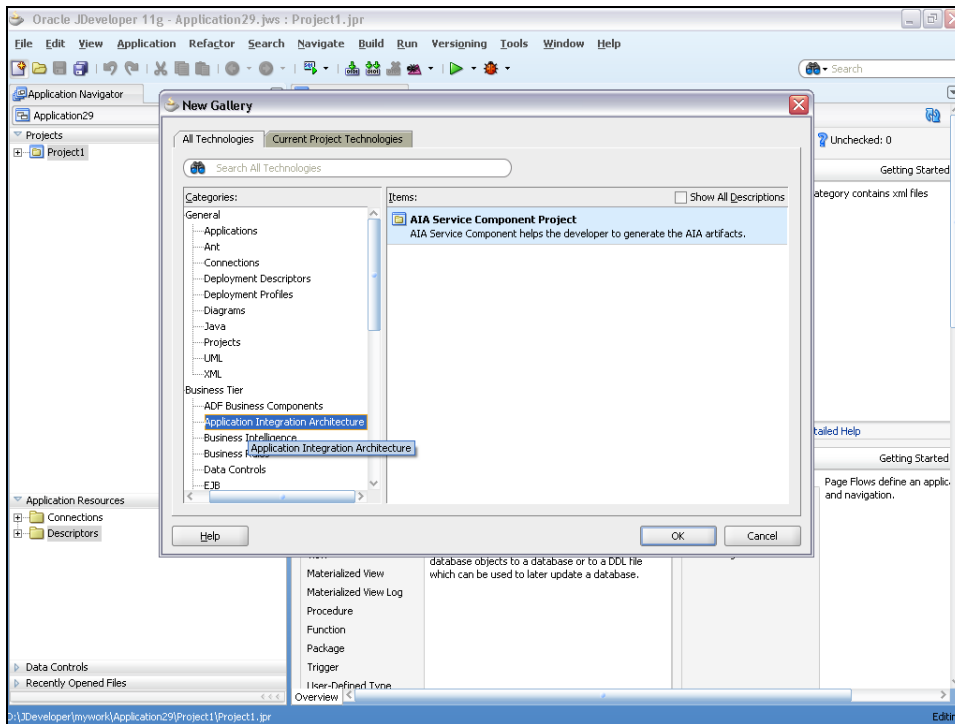 Oracle JDeveloper 11g - Application29.jws : Project1.jpr
File Edit View Application Refactor Search Navigate Build Run Versioning Tools Window Help
Search
Application Navigator
Application29
Projects
Project1
Application Resources
Connections
Descriptors
Data Controls
Recently Opened Files
New Gallery
All Technologies
Current Project Technologies
Search All Technologies
Categories:
General
Applications
Ant
Connections
Deployment Descriptors
Deployment Profiles
Diagrams
Java
Projects
UML
XML
Business Tier
ADF Business Components
Application Integration Architecture
Business Intelligence
Business
Application Integration Architecture
Data Controls
EJB
Items:
Show All Descriptions
AIA Service Component Project
AIA Service Component helps the developer to generate the AIA artifacts.
Help
OK
Cancel
Unchecked: 0
Getting Started
ategory contains xml files
tailed Help
Getting Started
Page Flows define an applic
and navigation.
database objects to a database or to a DDL file
which can be used to later update a database.
Materialized View
Materialized View Log
Procedure
Function
Package
Trigger
User-Defined Type
Overview
D:\JDeveloper\mywork\Application29\Project1\Project1.jpr
Editin